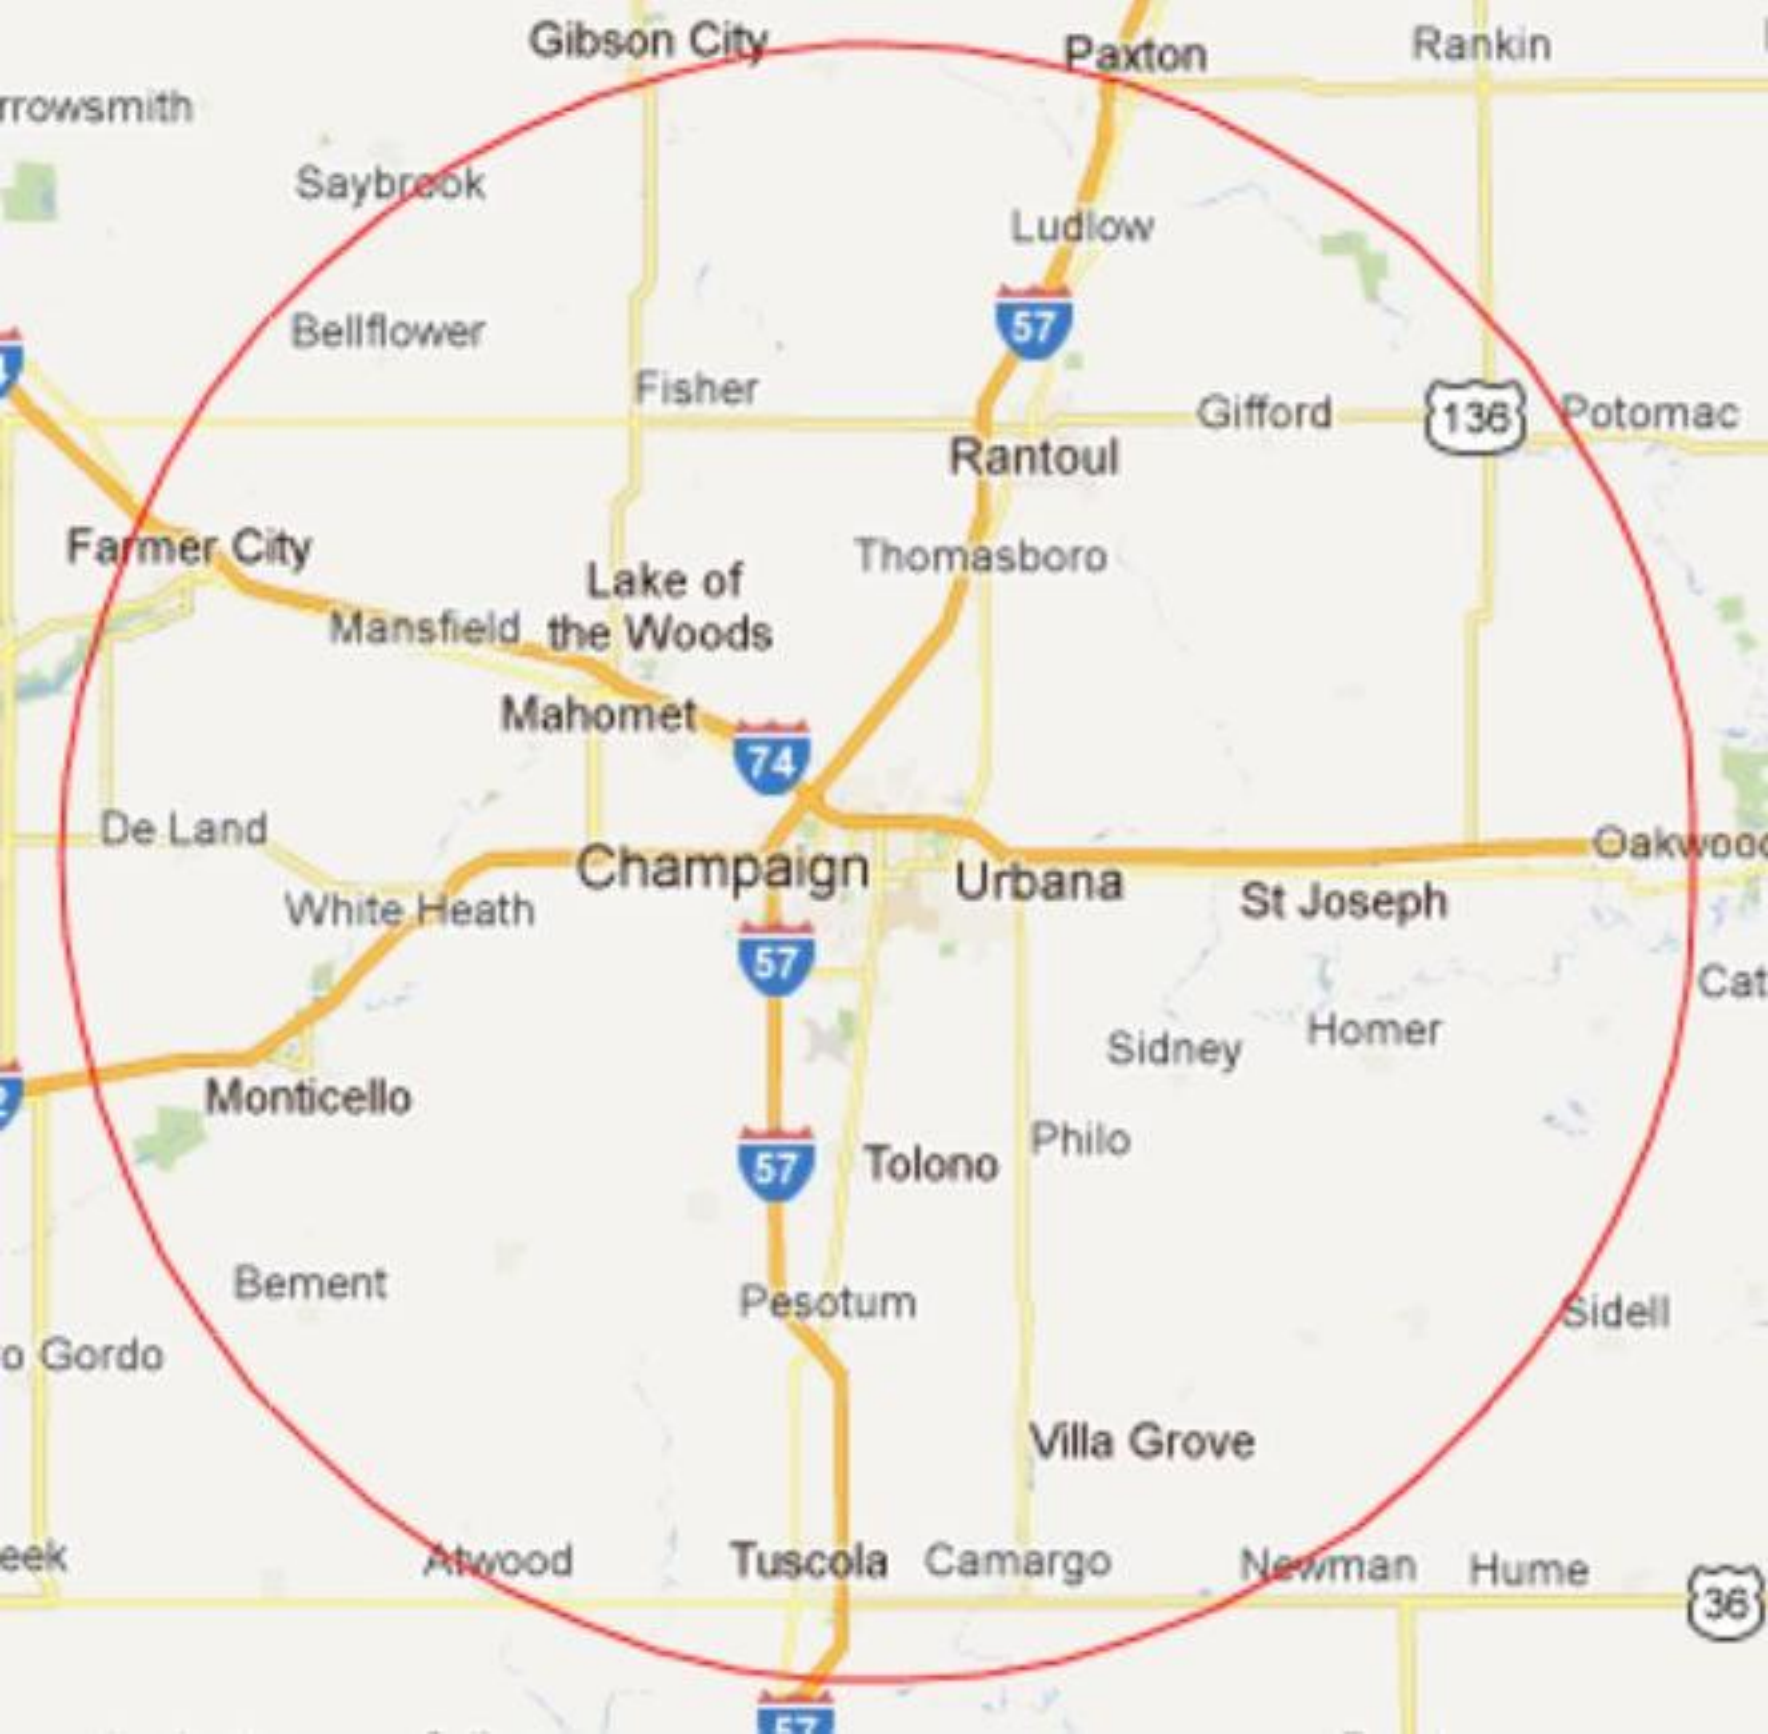 Gibson City
Paxton
Rankin
rrowsmith
Saybrook
Ludlow
57
Bellflower
Fisher
Gifford
136
Potomac
Rantoul
Farmer City
Thomasboro
Lake of
the Woods
Mansfield
Mahomet
74
De Land
Champaign
Urbana
Oakwood
White Heath
St Joseph
57
Cat
Sidney
Homer
Monticello
Philo
57
Tolono
Bement
Pesotum
Sidell
o Gordo
Villa Grove
eek
Atwood
Tuscola
Camargo
Newman
Hume
36
57